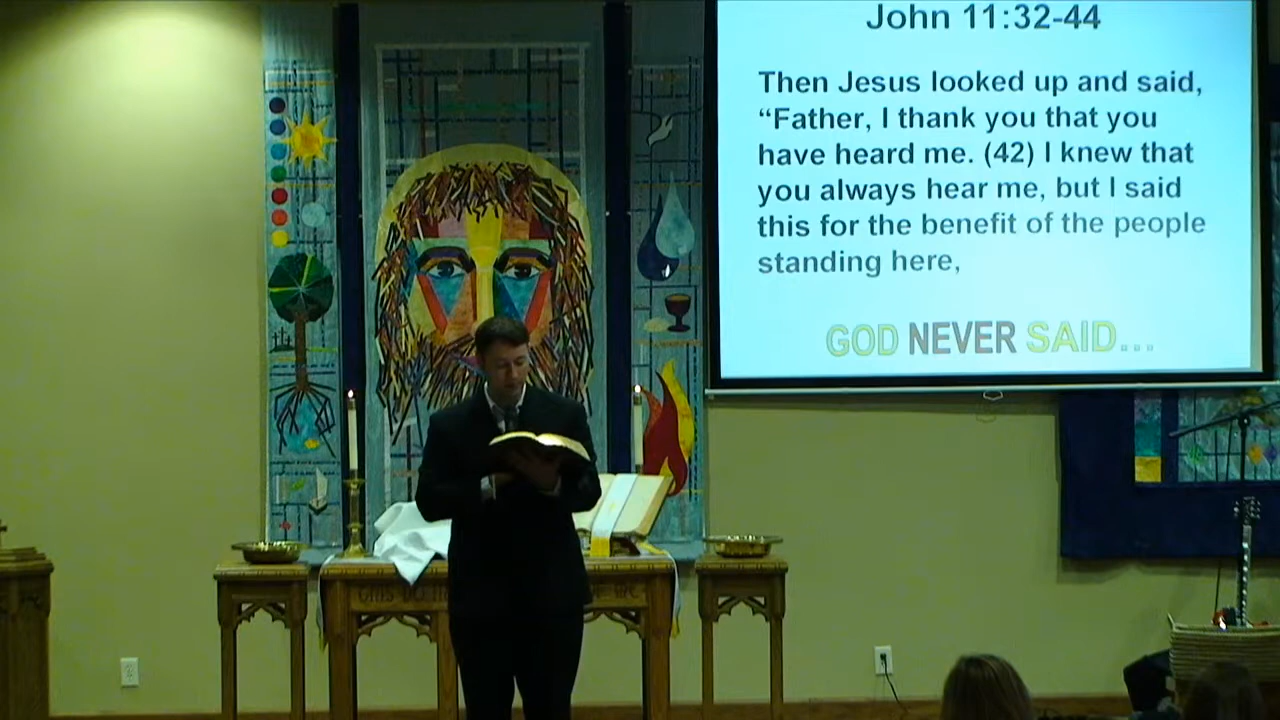 John 11:32-44
Then Jesus looked up and said,
“Father, I thank you that you
have heard me. (42) I knew that
you always hear me, but I said
this for the benefit of the people
standing here,
GOD NEVER SAID...